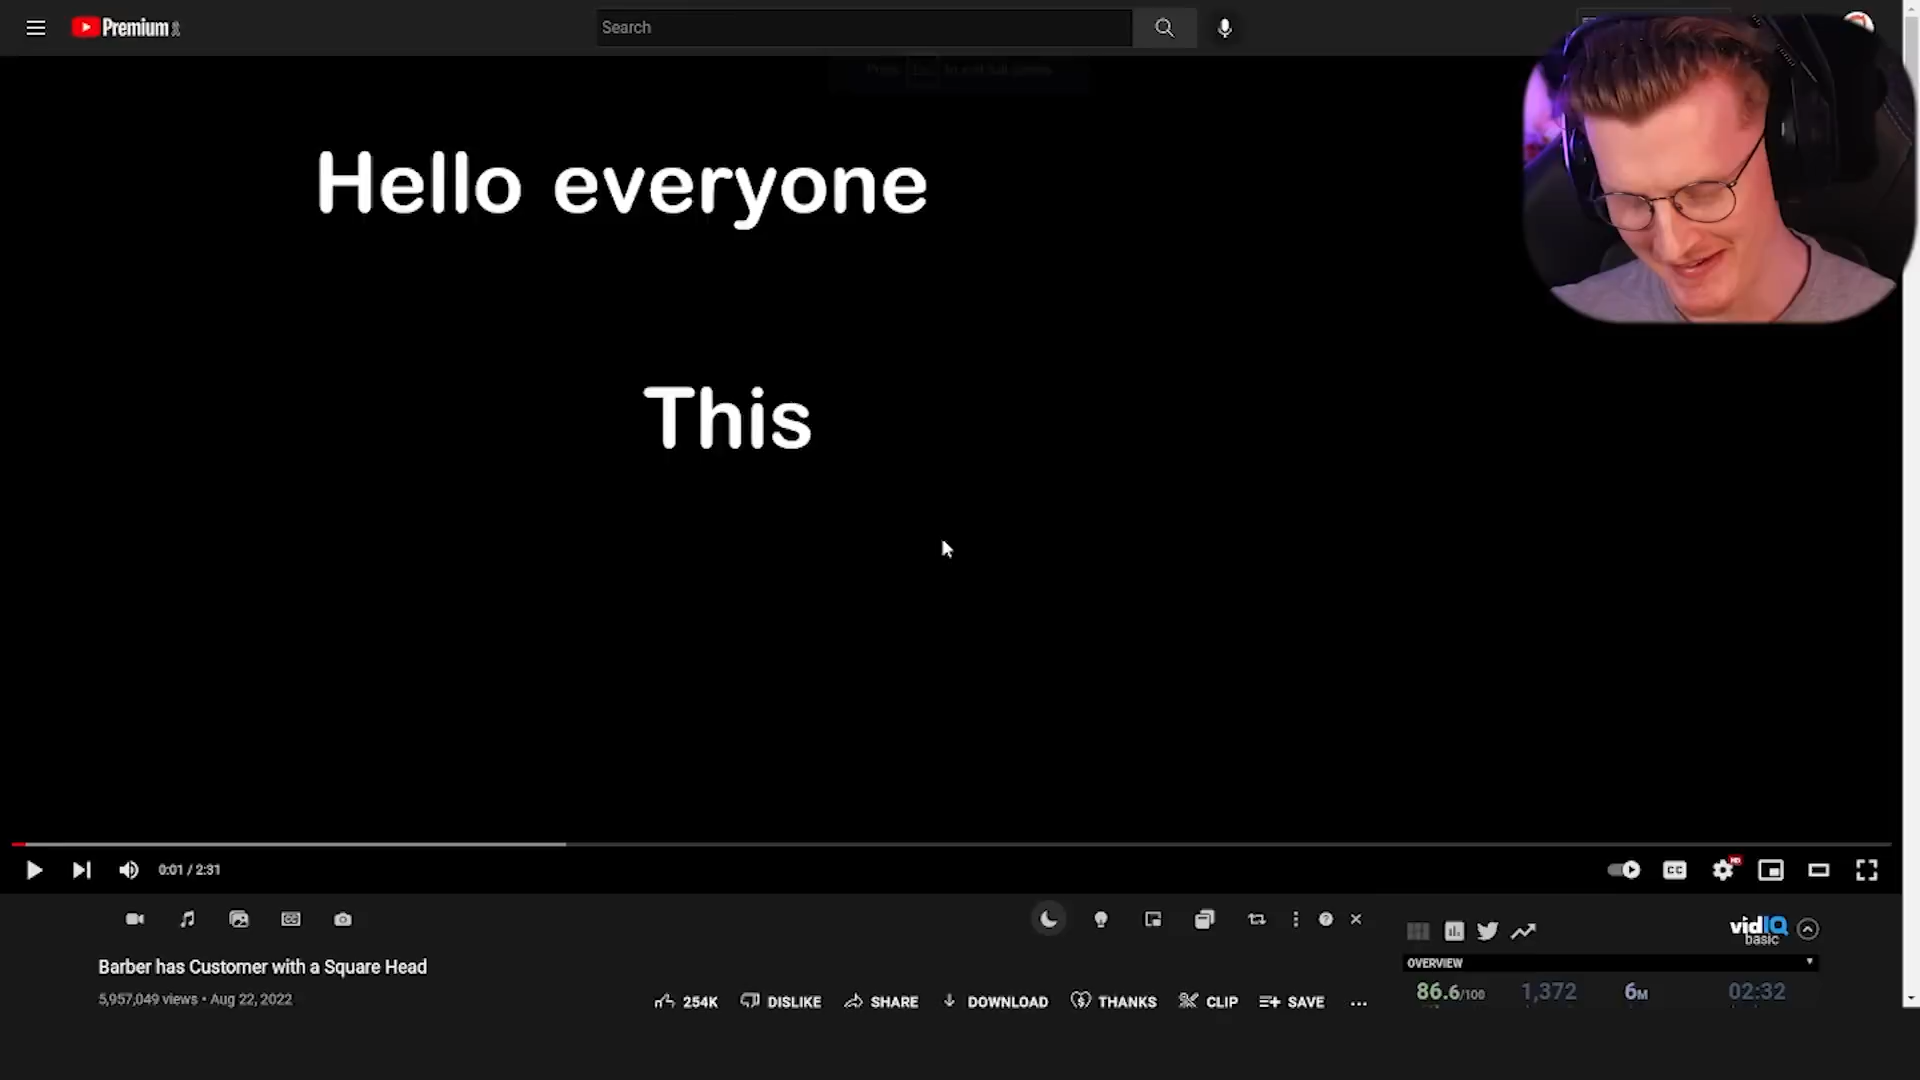 Premium
Search
Hello everyone
This
0:01 / 2:31
CC
HD
Barber has Customer with a Square Head
5,957,049 views • Aug 22, 2022
254K
DISLIKE
SHARE
DOWNLOAD
THANKS
CLIP
SAVE
vidIQ
basic
OVERVIEW
86.6/100
1,372
6M
02:32